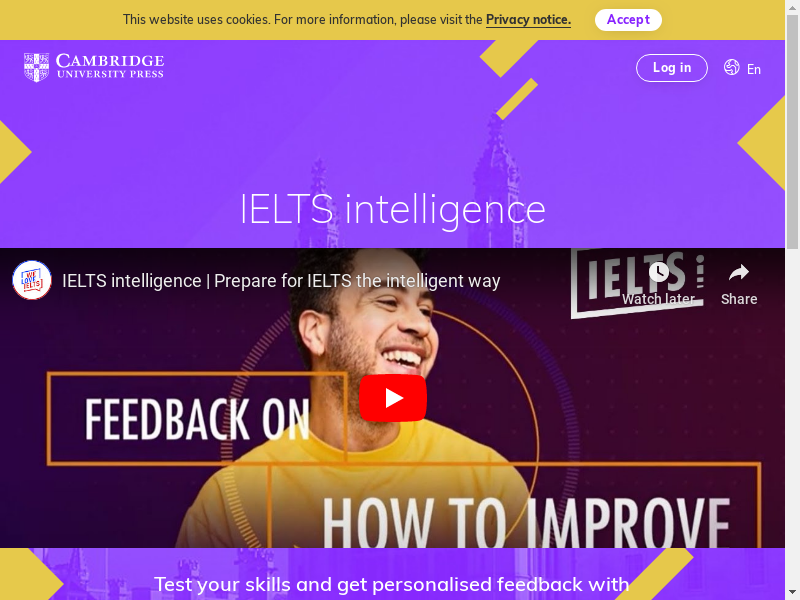 This website uses cookies. For more information, please visit the Privacy notice.
Accept
CAMBRIDGE
UNIVERSITY PRESS
Log in
En
IELTS intelligence
WE
LOVE
IELTS
IELTS intelligence | Prepare for IELTS the intelligent way
IELTS
Watch later
Share
FEEDBACK ON
HOW TO IMPROVE
Test your skills and get personalised feedback with